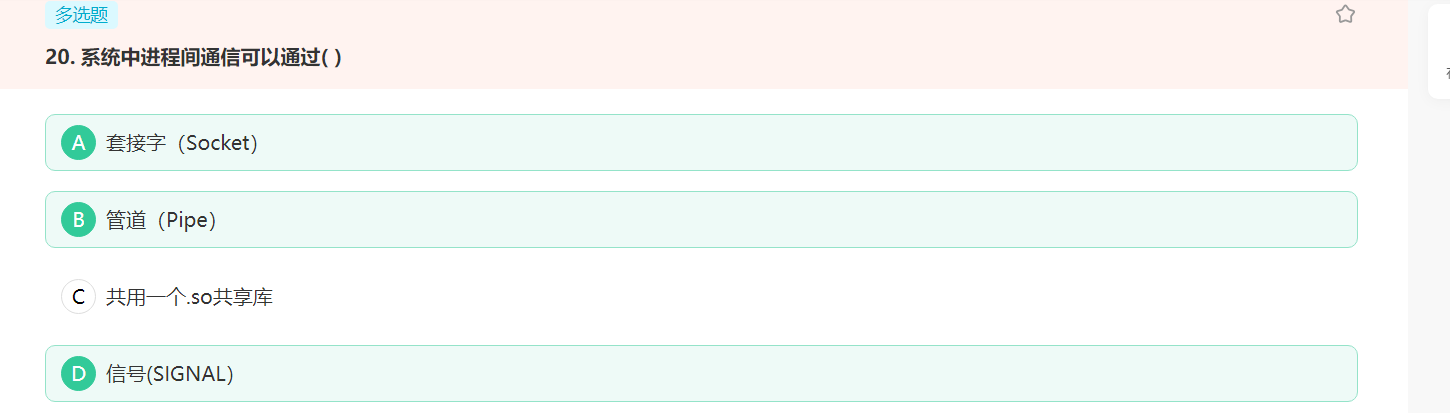 多选题
20. 系统中进程间通信可以通过( )
A 套接字（Socket）
B 管道（Pipe）
C 共用一个.so共享库
D 信号(SIGNAL）